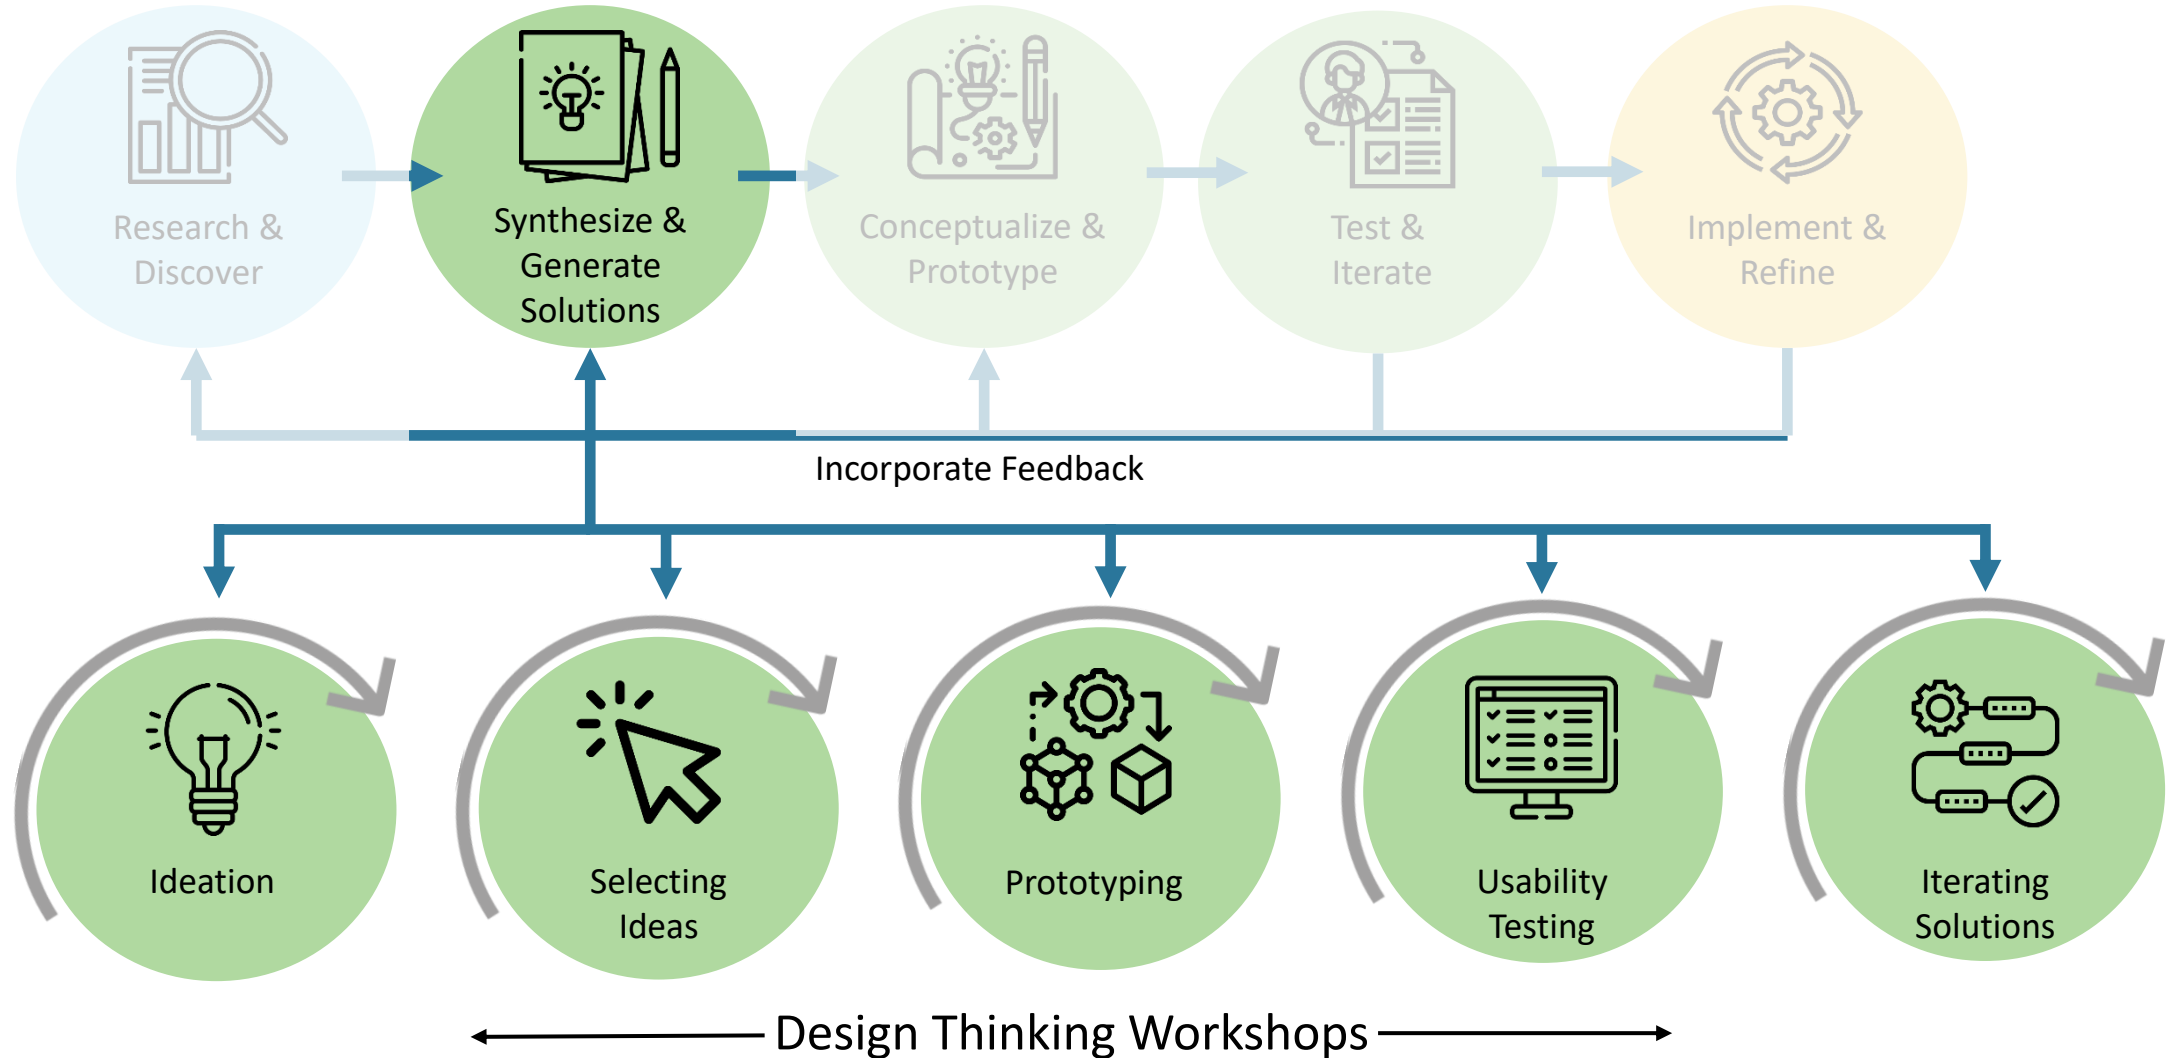 Research &
Discover
Synthesize &
Generate
Solutions
Conceptualize &
Prototype
Test &
Iterate
Implement &
Refine
Incorporate Feedback
Ideation
Selecting
Ideas
Prototyping
Usability
Testing
Iterating
Solutions
Design Thinking Workshops